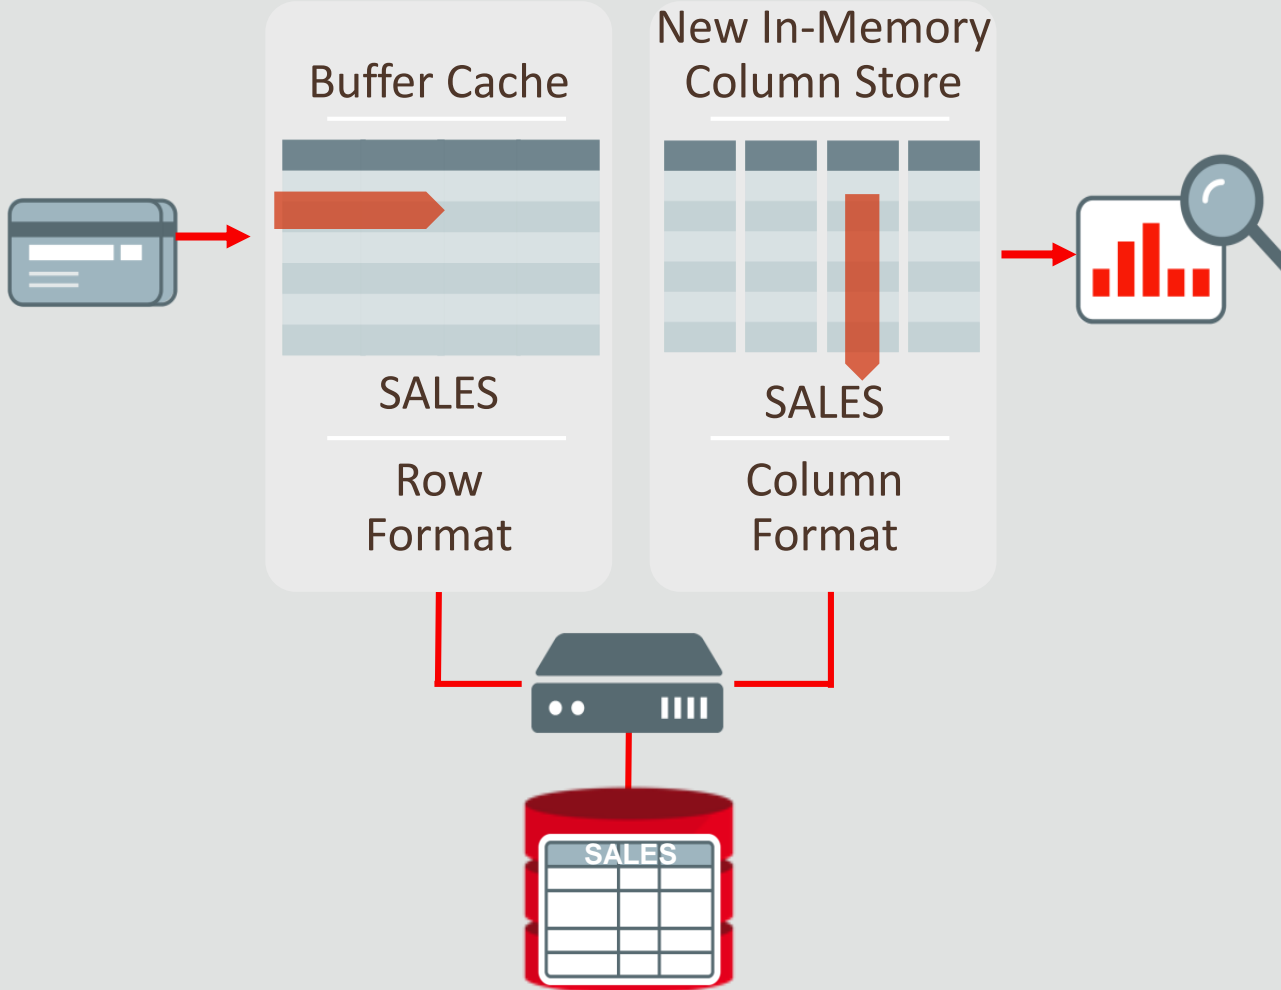 Buffer Cache
SALES
Row
Format
New In-Memory
Column Store
SALES
Column
Format
SALES